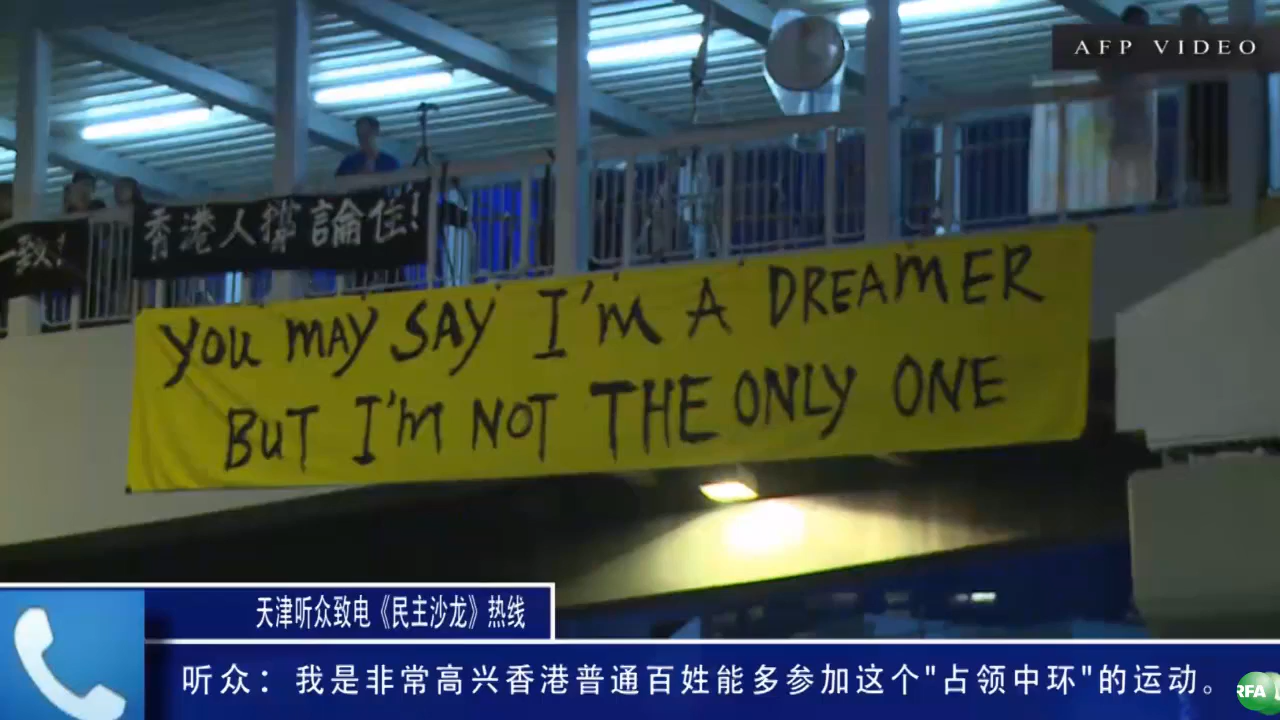 AFP VIDEO
香港人撐論住!
一致!
YOU MAY SAY I'M A DREAMER
BUT I'M NOT THE ONLY ONE
天津听众致电《民主沙龙》热线
听众：我是非常高兴香港普通百姓能多参加这个"占领中环"的运动。
RFA